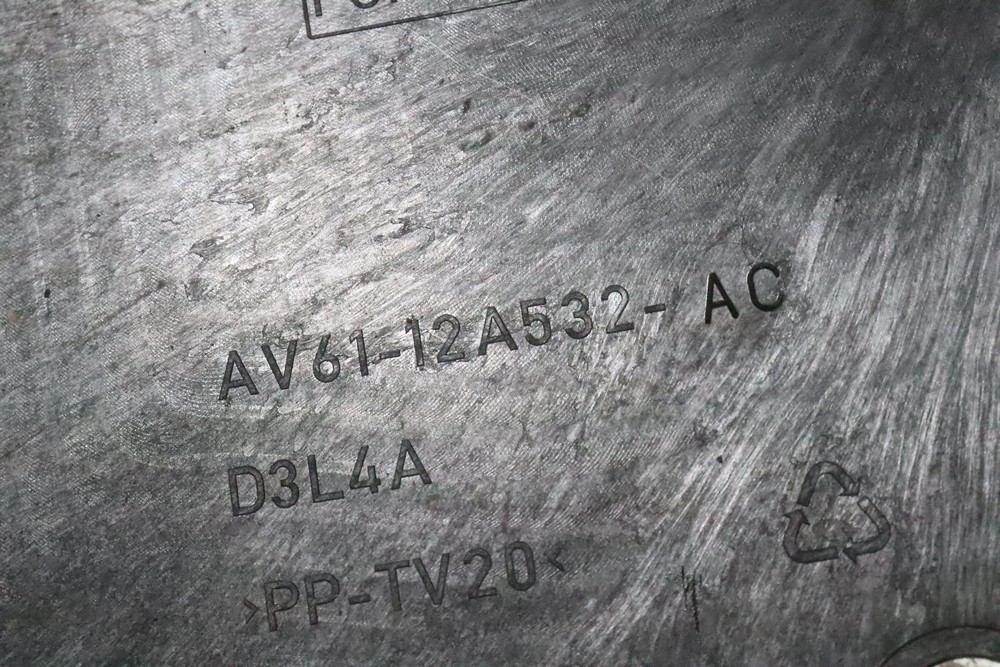 AV61-12A532- AC
D3L4A
>PP-TV20<